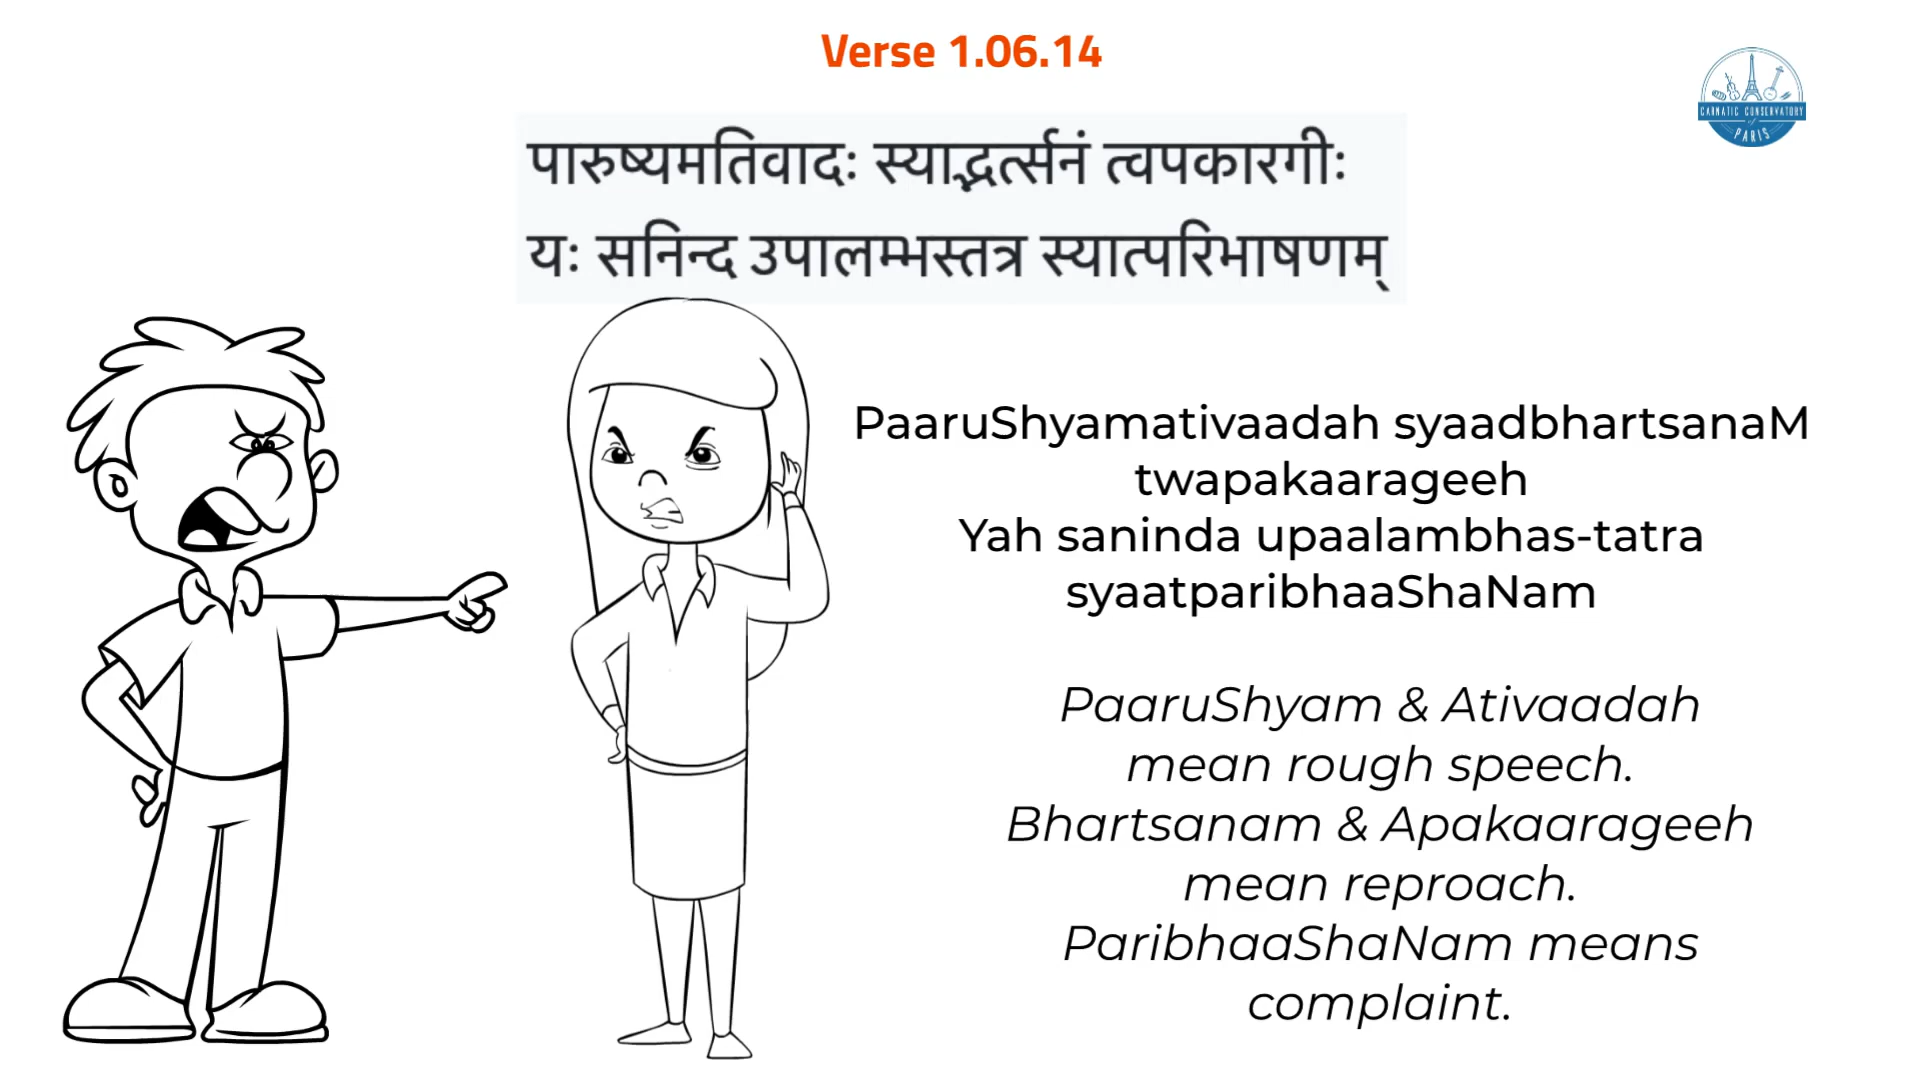 Verse 1.06.14
CARNATIC CONSERVATORY
of
PARIS
पारुष्यमतिवादः स्याद्भर्त्सनं त्वपकारगीः
यः सनिन्द उपालम्भस्तत्र स्यात्परिभाषणम्
PaaruShyamativaadah syaadbhartsanaM
twapakaarageeh
Yah saninda upaalambhas-tatra
syaatparibhaaShaNam
PaaruShyam & Ativaadah
mean rough speech.
Bhartsanam & Apakaarageeh
mean reproach.
ParibhaaShaNam means
complaint.